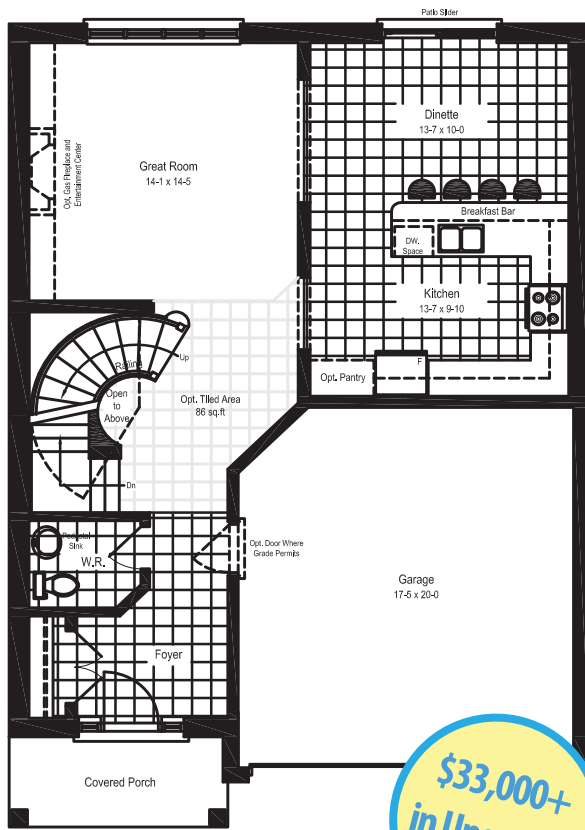 Patio Slider
Dinette
13-7 x 10-0
Great Room
14-1 x 14-5
Opt. Gas Fireplace and
Entertainment Center
Breakfast Bar
DW.
Space
Kitchen
13-7 x 9-10
F
Opt. Pantry
Up
Railing
Open
to
Above
Opt. Tiled Area
86 sq.ft
Dn
Pedestal
Sink
W.R.
Opt. Door Where
Grade Permits
Garage
17-5 x 20-0
Foyer
Covered Porch
$33,000+
in